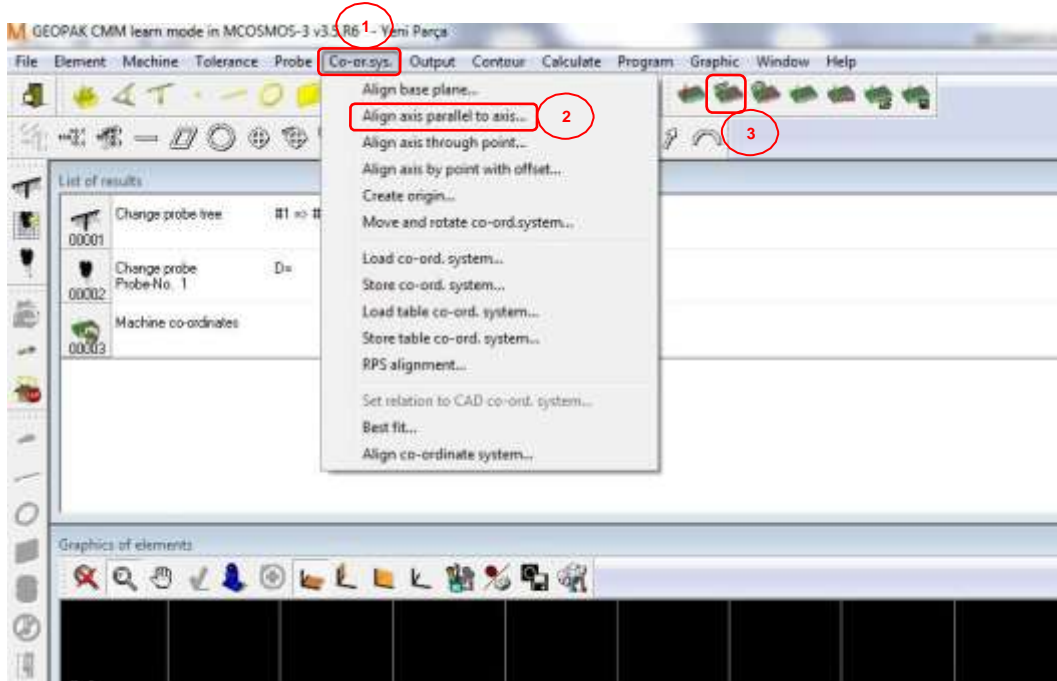 GEOPAK CMM learn mode in MCOSMOS-3 v3.5.R6 - Yeni Parça
1
File Element Machine Tolerance Probe Co-or.sys. Output Contour Calculate Program Graphic Window Help
Align base plane...
Align axis parallel to axis...
2
3
Align axis through point...
Align axis by point with offset...
Create origin...
Move and rotate co-ord.system...
Load co-ord. system...
Store co-ord. system...
Load table co-ord. system...
Store table co-ord. system...
RPS alignment...
Set relation to CAD co-ord. system...
Best fit...
Align co-ordinate system...
List of results
Change probe tree #1 => #
00001
Change probe D=
Probe-No. 1
00002
Machine co-ordinates
00003
Graphics of elements